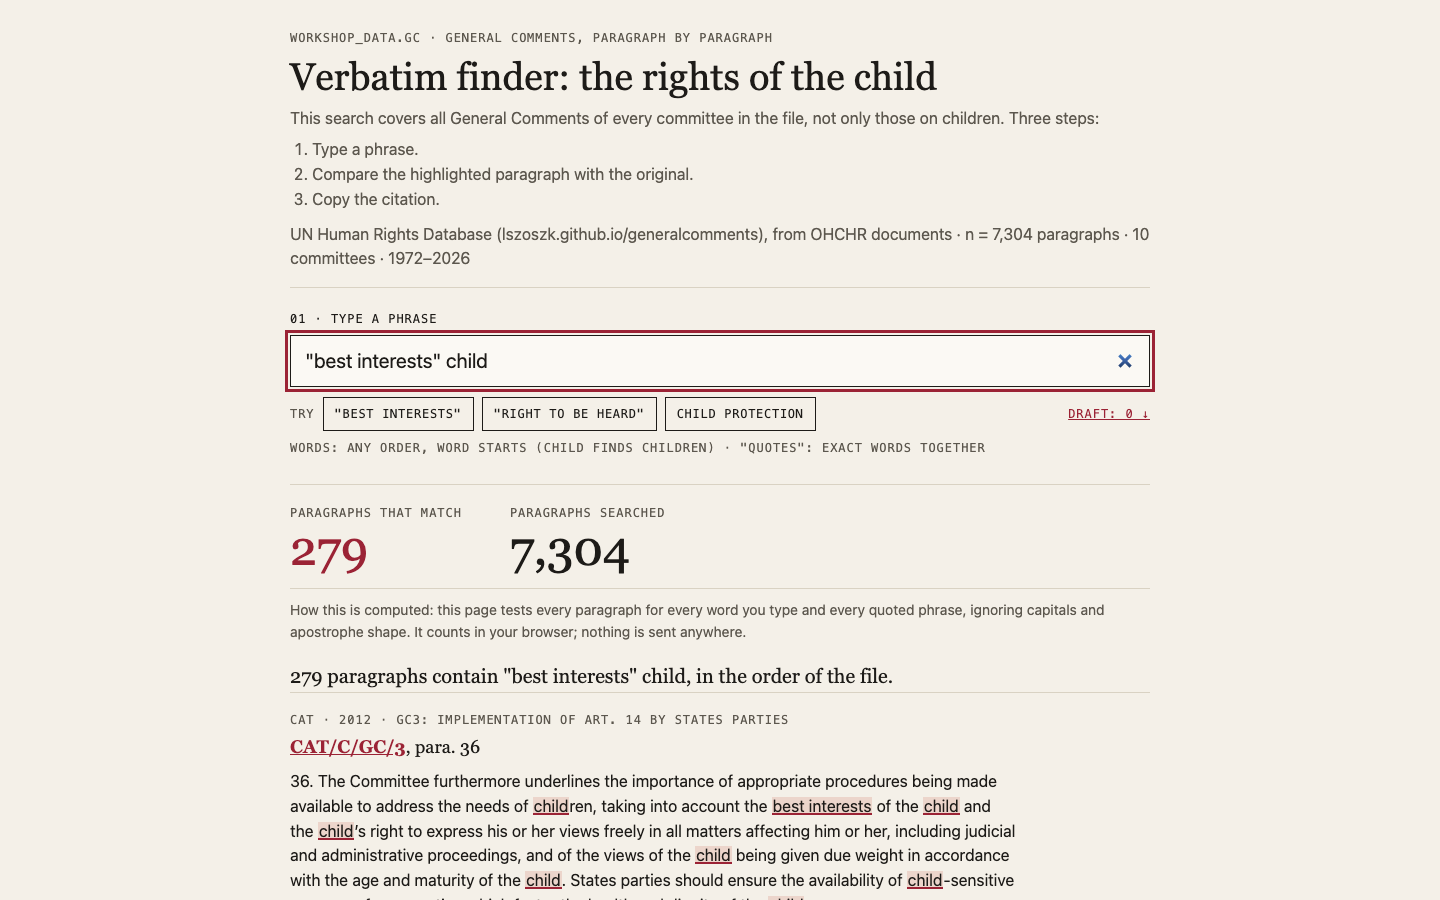 WORKSHOP_DATA.GC · GENERAL COMMENTS, PARAGRAPH BY PARAGRAPH
Verbatim finder: the rights of the child
This search covers all General Comments of every committee in the file, not only those on children. Three steps:
1. Type a phrase.
2. Compare the highlighted paragraph with the original.
3. Copy the citation.
UN Human Rights Database (lszoszk.github.io/generalcomments), from OHCHR documents · n = 7,304 paragraphs · 10
committees · 1972–2026
01 · TYPE A PHRASE
"best interests" child
TRY "BEST INTERESTS" "RIGHT TO BE HEARD" CHILD PROTECTION DRAFT: 0 ↓
WORDS: ANY ORDER, WORD STARTS (CHILD FINDS CHILDREN) · "QUOTES": EXACT WORDS TOGETHER
PARAGRAPHS THAT MATCH PARAGRAPHS SEARCHED
279 7,304
How this is computed: this page tests every paragraph for every word you type and every quoted phrase, ignoring capitals and
apostrophe shape. It counts in your browser; nothing is sent anywhere.
279 paragraphs contain "best interests" child, in the order of the file.
CAT · 2012 · GC3: IMPLEMENTATION OF ART. 14 BY STATES PARTIES
CAT/C/GC/3, para. 36
36. The Committee furthermore underlines the importance of appropriate procedures being made
available to address the needs of children, taking into account the best interests of the child and
the child’s right to express his or her views freely in all matters affecting him or her, including judicial
and administrative proceedings, and of the views of the child being given due weight in accordance
with the age and maturity of the child. States parties should ensure the availability of child-sensitive